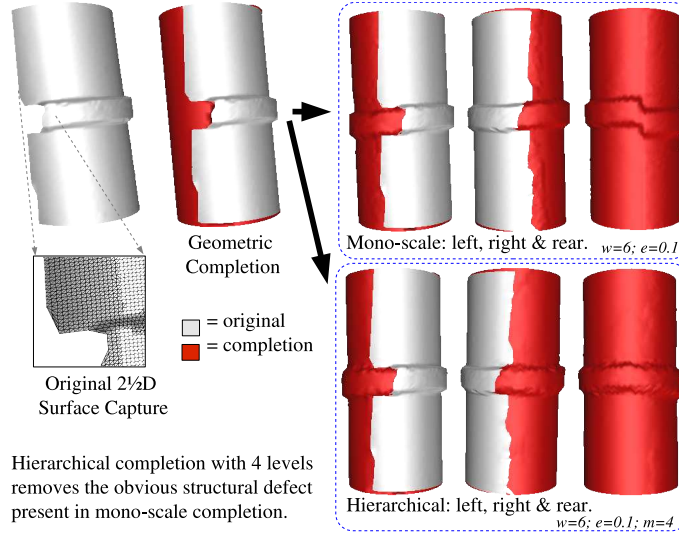 Geometric
Completion
Mono-scale: left, right & rear.
w=6; e=0.1
= original
= completion
Original 2½D
Surface Capture
Hierarchical completion with 4 levels
removes the obvious structural defect
present in mono-scale completion.
Hierarchical: left, right & rear.
w=6; e=0.1; m=4